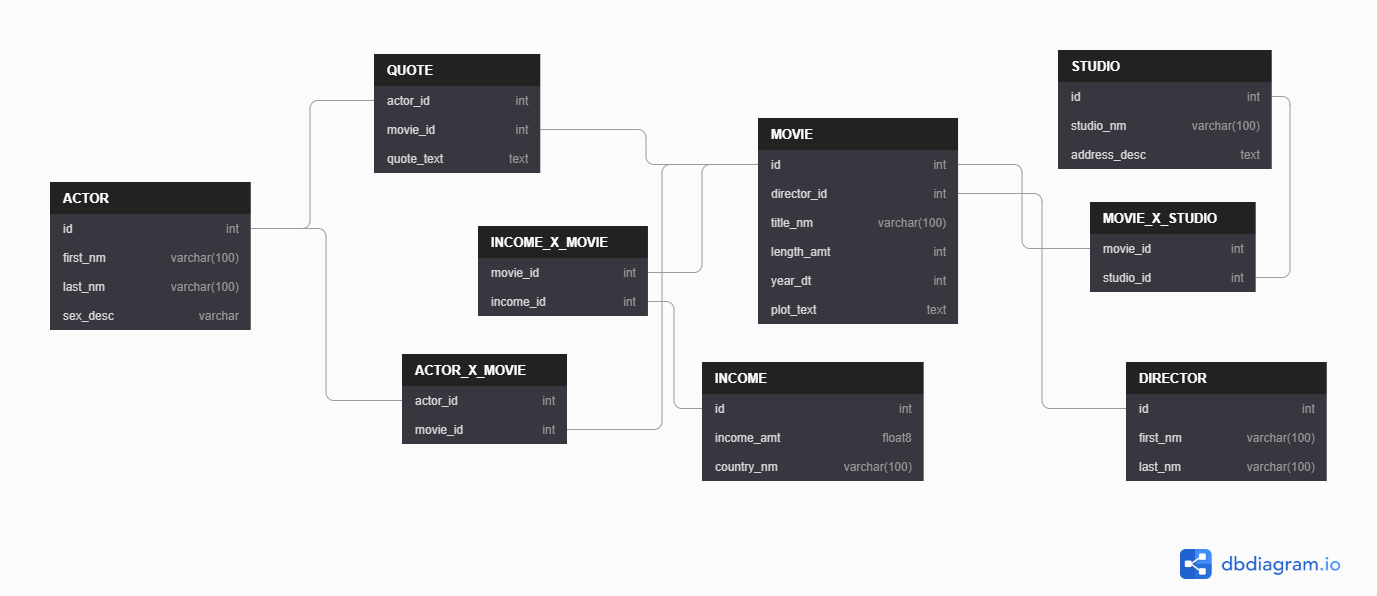 QUOTE
actor_id int
movie_id int
quote_text text
STUDIO
id int
studio_nm varchar(100)
address_desc text
MOVIE
id int
director_id int
title_nm varchar(100)
length_amt int
year_dt int
plot_text text
ACTOR
id int
first_nm varchar(100)
last_nm varchar(100)
sex_desc varchar
INCOME_X_MOVIE
movie_id int
income_id int
MOVIE_X_STUDIO
movie_id int
studio_id int
ACTOR_X_MOVIE
actor_id int
movie_id int
INCOME
id int
income_amt float8
country_nm varchar(100)
DIRECTOR
id int
first_nm varchar(100)
last_nm varchar(100)
dbdiagram.io